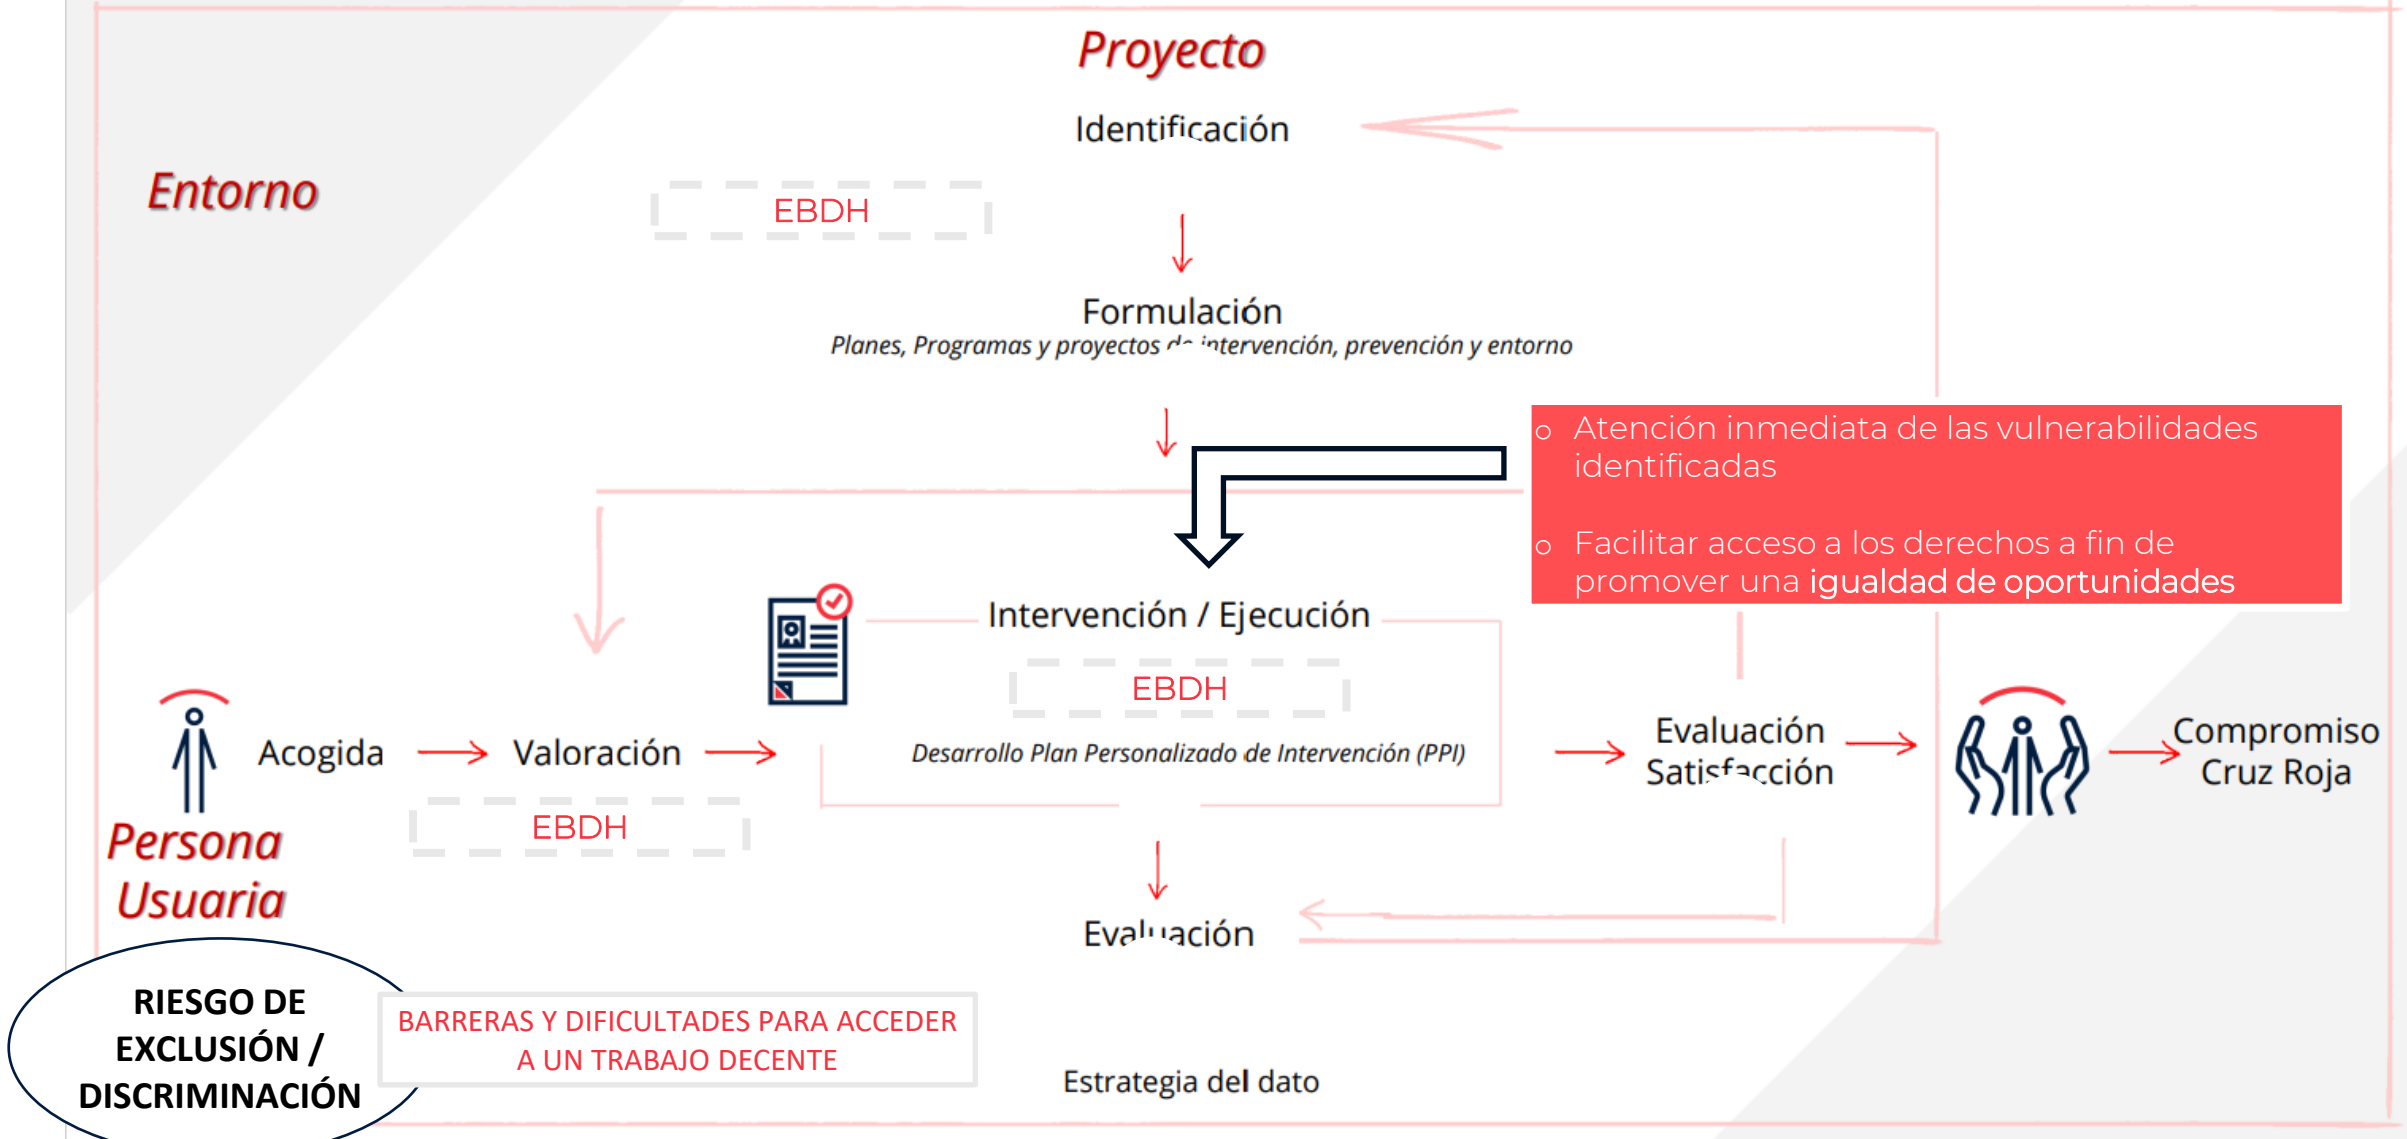 Proyecto
Identificación
Entorno
EBDH
Formulación
Planes, Programas y proyectos de intervención, prevención y entorno
o Atención inmediata de las vulnerabilidades
identificadas
o Facilitar acceso a los derechos a fin de
promover una igualdad de oportunidades
Intervención / Ejecución
EBDH
Desarrollo Plan Personalizado de Intervención (PPI)
Acogida
Valoración
EBDH
Evaluación
Satisfacción
Compromiso
Cruz Roja
Persona
Usuaria
Evaluación
RIESGO DE
EXCLUSIÓN /
DISCRIMINACIÓN
BARRERAS Y DIFICULTADES PARA ACCEDER
A UN TRABAJO DECENTE
Estrategia del dato